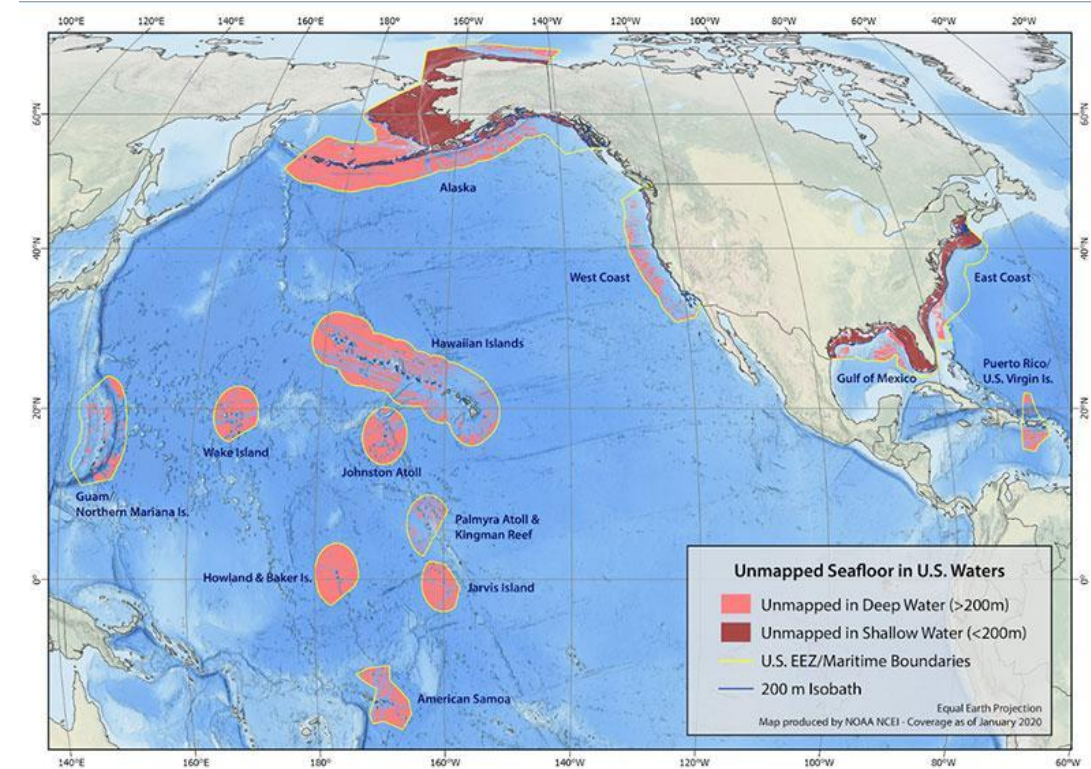 100°E 120°E 140°E 160°E 180° 160°W 140°W 120°W 100°W 80°W 60°W 40°W 20°W
60°N 60°N
Alaska
40°N 40°N
West Coast
East Coast
Hawaiian Islands
Puerto Rico/
U.S. Virgin Is.
Gulf of Mexico
20°N 20°N
Wake Island
Johnston Atoll
Guam/
Northern Mariana Is.
Palmyra Atoll &
Kingman Reef
Howland & Baker Is.
Jarvis Island
0° 0°
American Samoa
Unmapped Seafloor in U.S. Waters
Unmapped in Deep Water (>200m)
Unmapped in Shallow Water (<200m)
U.S. EEZ/Maritime Boundaries
200 m Isobath
Equal Earth Projection
Map produced by NOAA NCEI - Coverage as of January 2020
140°E 160°E 180° 160°W 140°W 120°W 100°W 80°W 60°W